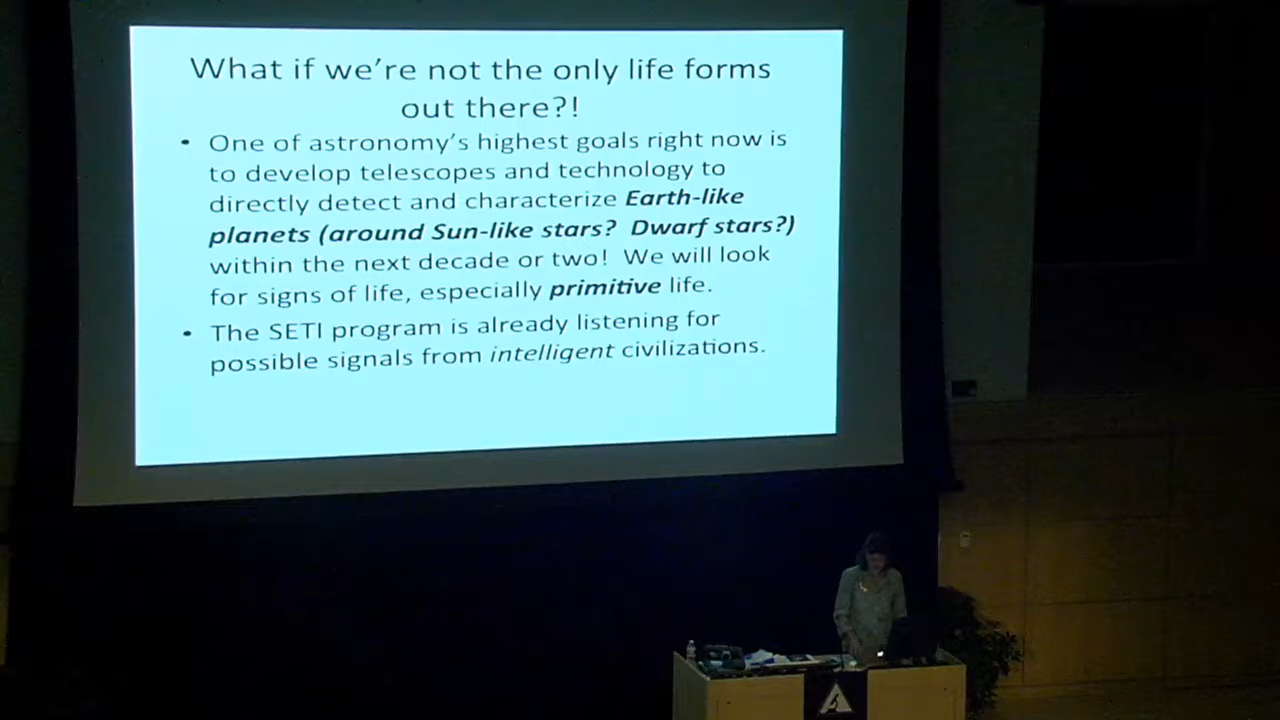 What if we're not the only life forms
out there?!
• One of astronomy's highest goals right now is
to develop telescopes and technology to
directly detect and characterize Earth-like
planets (around Sun-like stars? Dwarf stars?)
within the next decade or two! We will look
for signs of life, especially primitive life.
• The SETI program is already listening for
possible signals from intelligent civilizations.